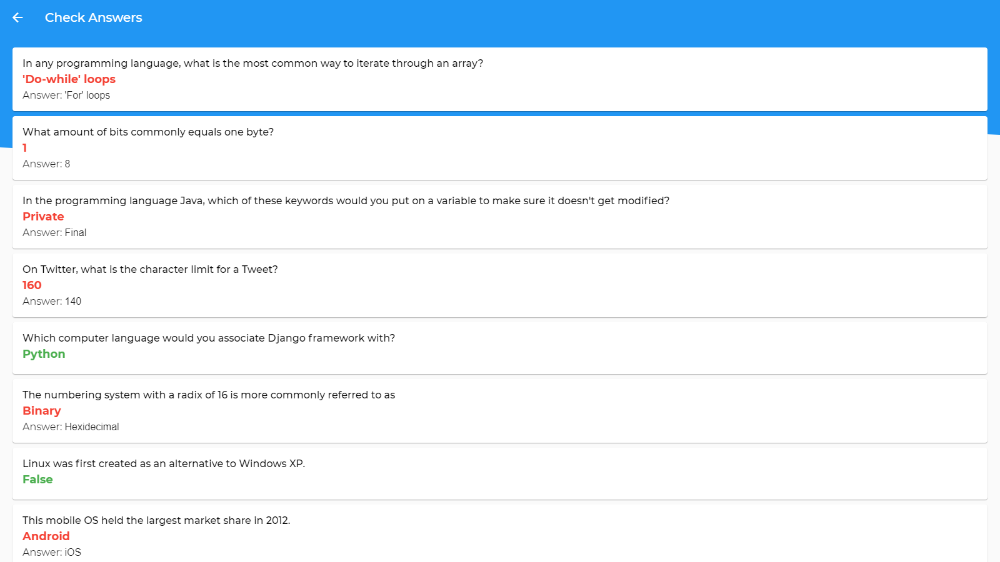 Check Answers
In any programming language, what is the most common way to iterate through an array?
'Do-while' loops
Answer: 'For' loops
What amount of bits commonly equals one byte?
1
Answer: 8
In the programming language Java, which of these keywords would you put on a variable to make sure it doesn't get modified?
Private
Answer: Final
On Twitter, what is the character limit for a Tweet?
160
Answer: 140
Which computer language would you associate Django framework with?
Python
The numbering system with a radix of 16 is more commonly referred to as
Binary
Answer: Hexidecimal
Linux was first created as an alternative to Windows XP.
False
This mobile OS held the largest market share in 2012.
Android
Answer: iOS